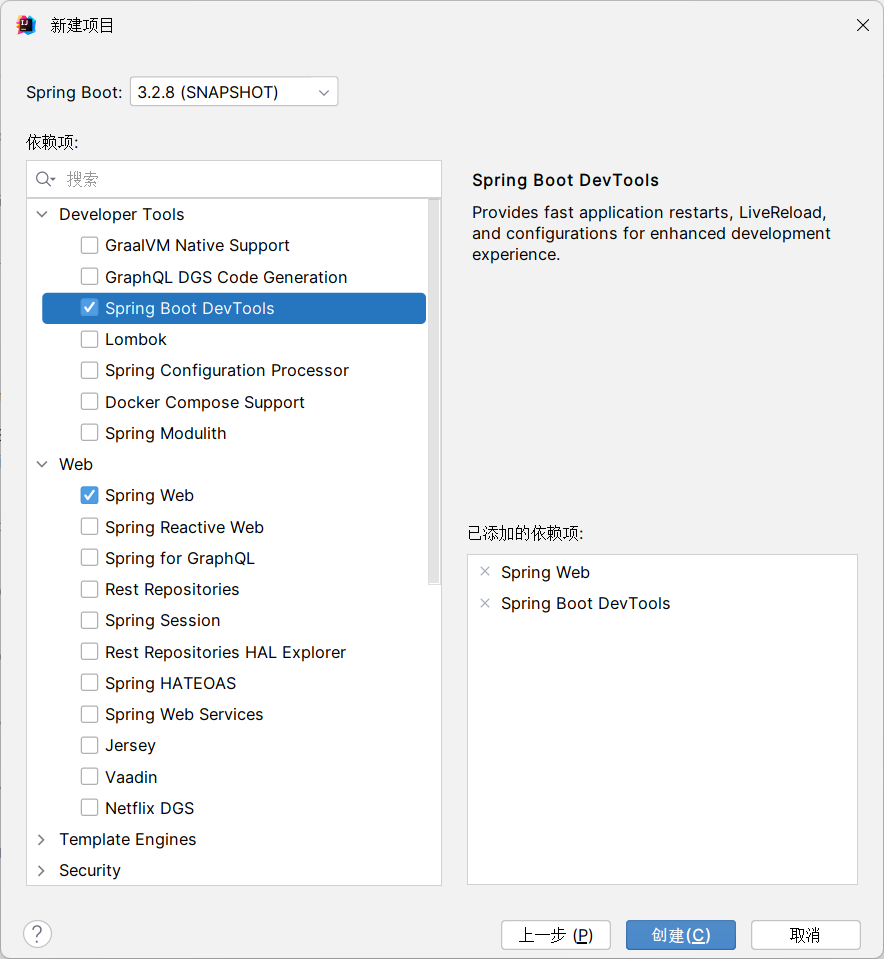 新建项目
Spring Boot: 3.2.8 (SNAPSHOT)
依赖项:
搜索
Developer Tools
GraalVM Native Support
GraphQL DGS Code Generation
Spring Boot DevTools
Lombok
Spring Configuration Processor
Docker Compose Support
Spring Modulith
Web
Spring Web
Spring Reactive Web
Spring for GraphQL
Rest Repositories
Spring Session
Rest Repositories HAL Explorer
Spring HATEOAS
Spring Web Services
Jersey
Vaadin
Netflix DGS
Template Engines
Security
Spring Boot DevTools
Provides fast application restarts, LiveReload,
and configurations for enhanced development
experience.
已添加的依赖项:
Spring Web
Spring Boot DevTools
?
上一步 (P)
创建(C)
取消